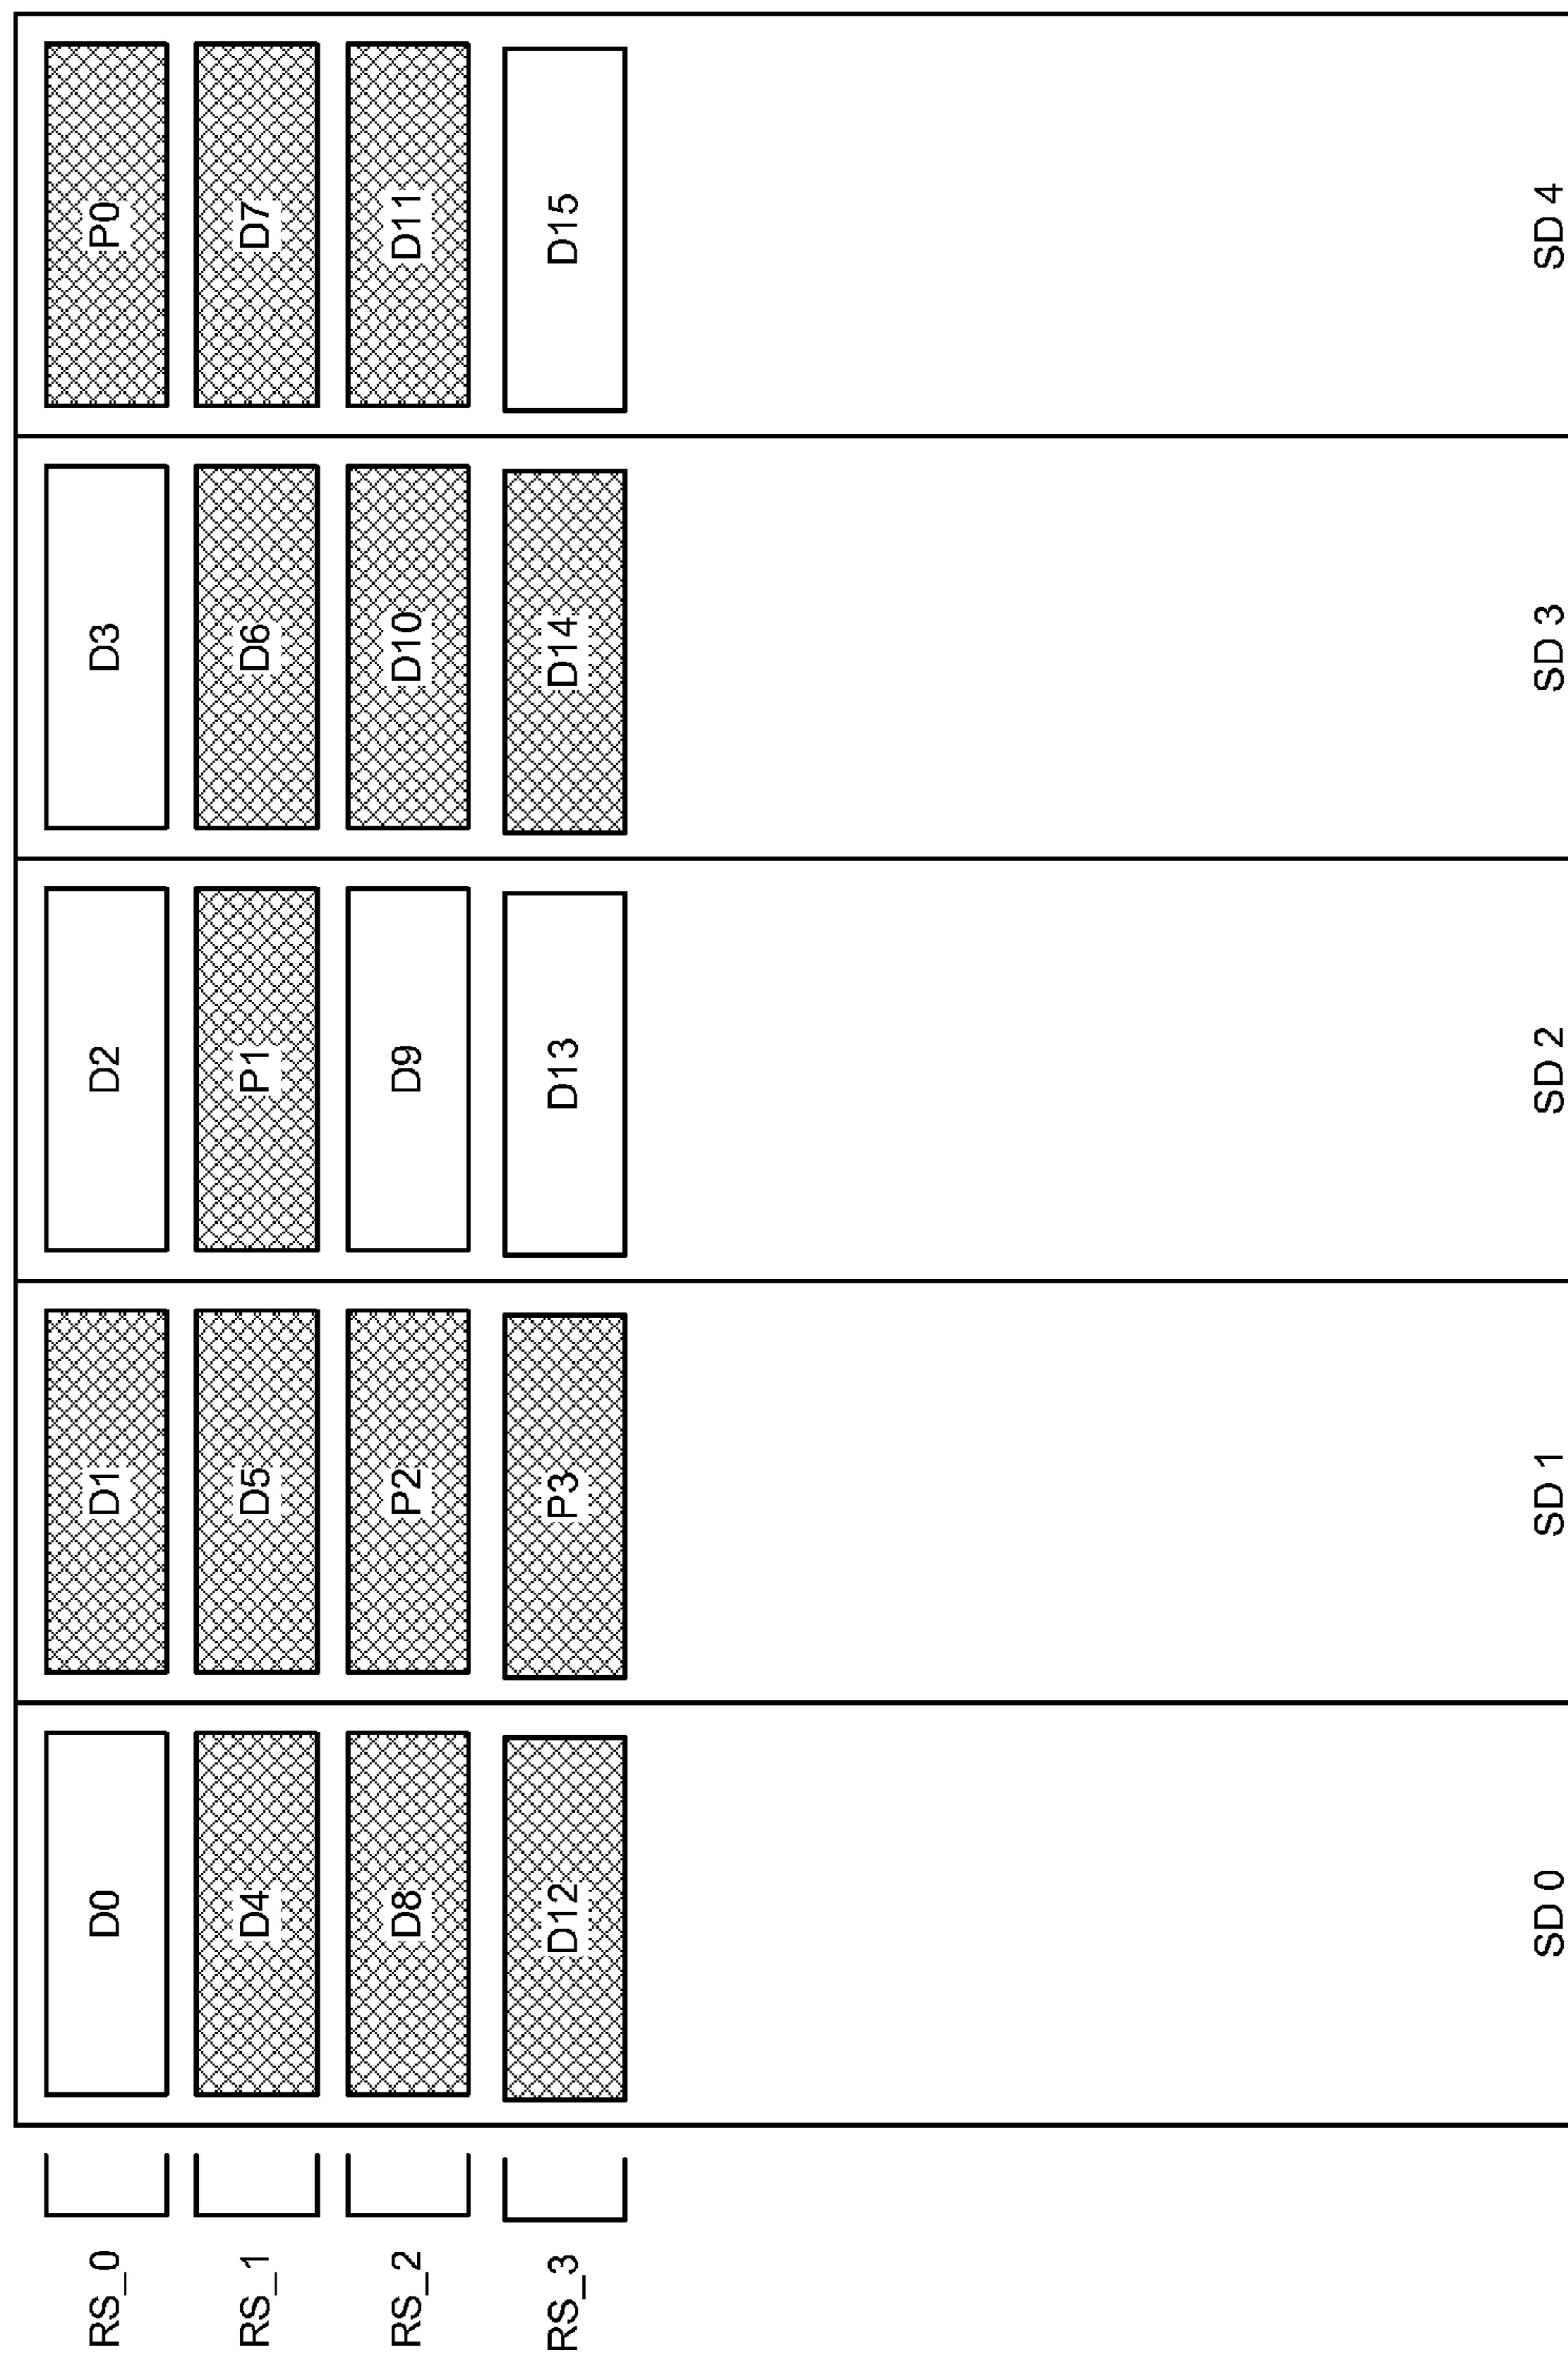 RS_0
D0
D1
D2
D3
P0
RS_1
D4
D5
P1
D6
D7
RS_2
D8
P2
D9
D10
D11
RS_3
D12
P3
D13
D14
D15
SD 0
SD 1
SD 2
SD 3
SD 4